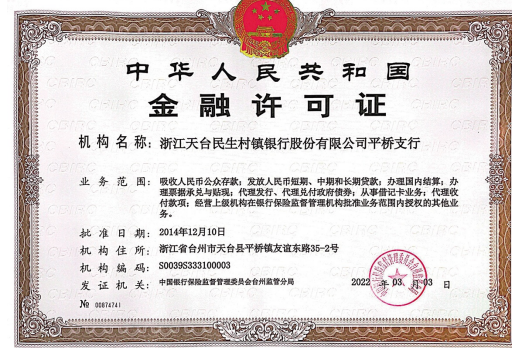 中华人民共和国
金融许可证
机构名称：浙江天台民生村镇银行股份有限公司平桥支行
业务范围：吸收人民币公众存款；发放人民币短期、中期和长期贷款；办理国内结算；办
理票据承兑与贴现；代理发行、代理兑付政府债券；从事借记卡业务；代理收
付款项；经营上级机构在银行保险监督管理机构批准业务范围内授权的其他业
务。
批准日期：2014年12月10日
机构住所：浙江省台州市天台县平桥镇友谊东路35-2号
机构编码：S0039S333100003
发证机关：中国银行保险监督管理委员会台州监管分局
2022 年 03 月 03 日
№ 00874741